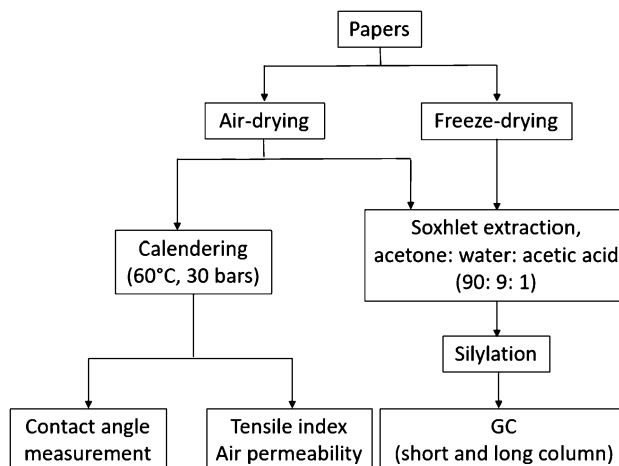 Papers
Air-drying
Freeze-drying
Calendering
(60°C, 30 bars)
Soxhlet extraction,
acetone: water: acetic acid
(90: 9: 1)
Silylation
Contact angle
measurement
Tensile index
Air permeability
GC
(short and long column)